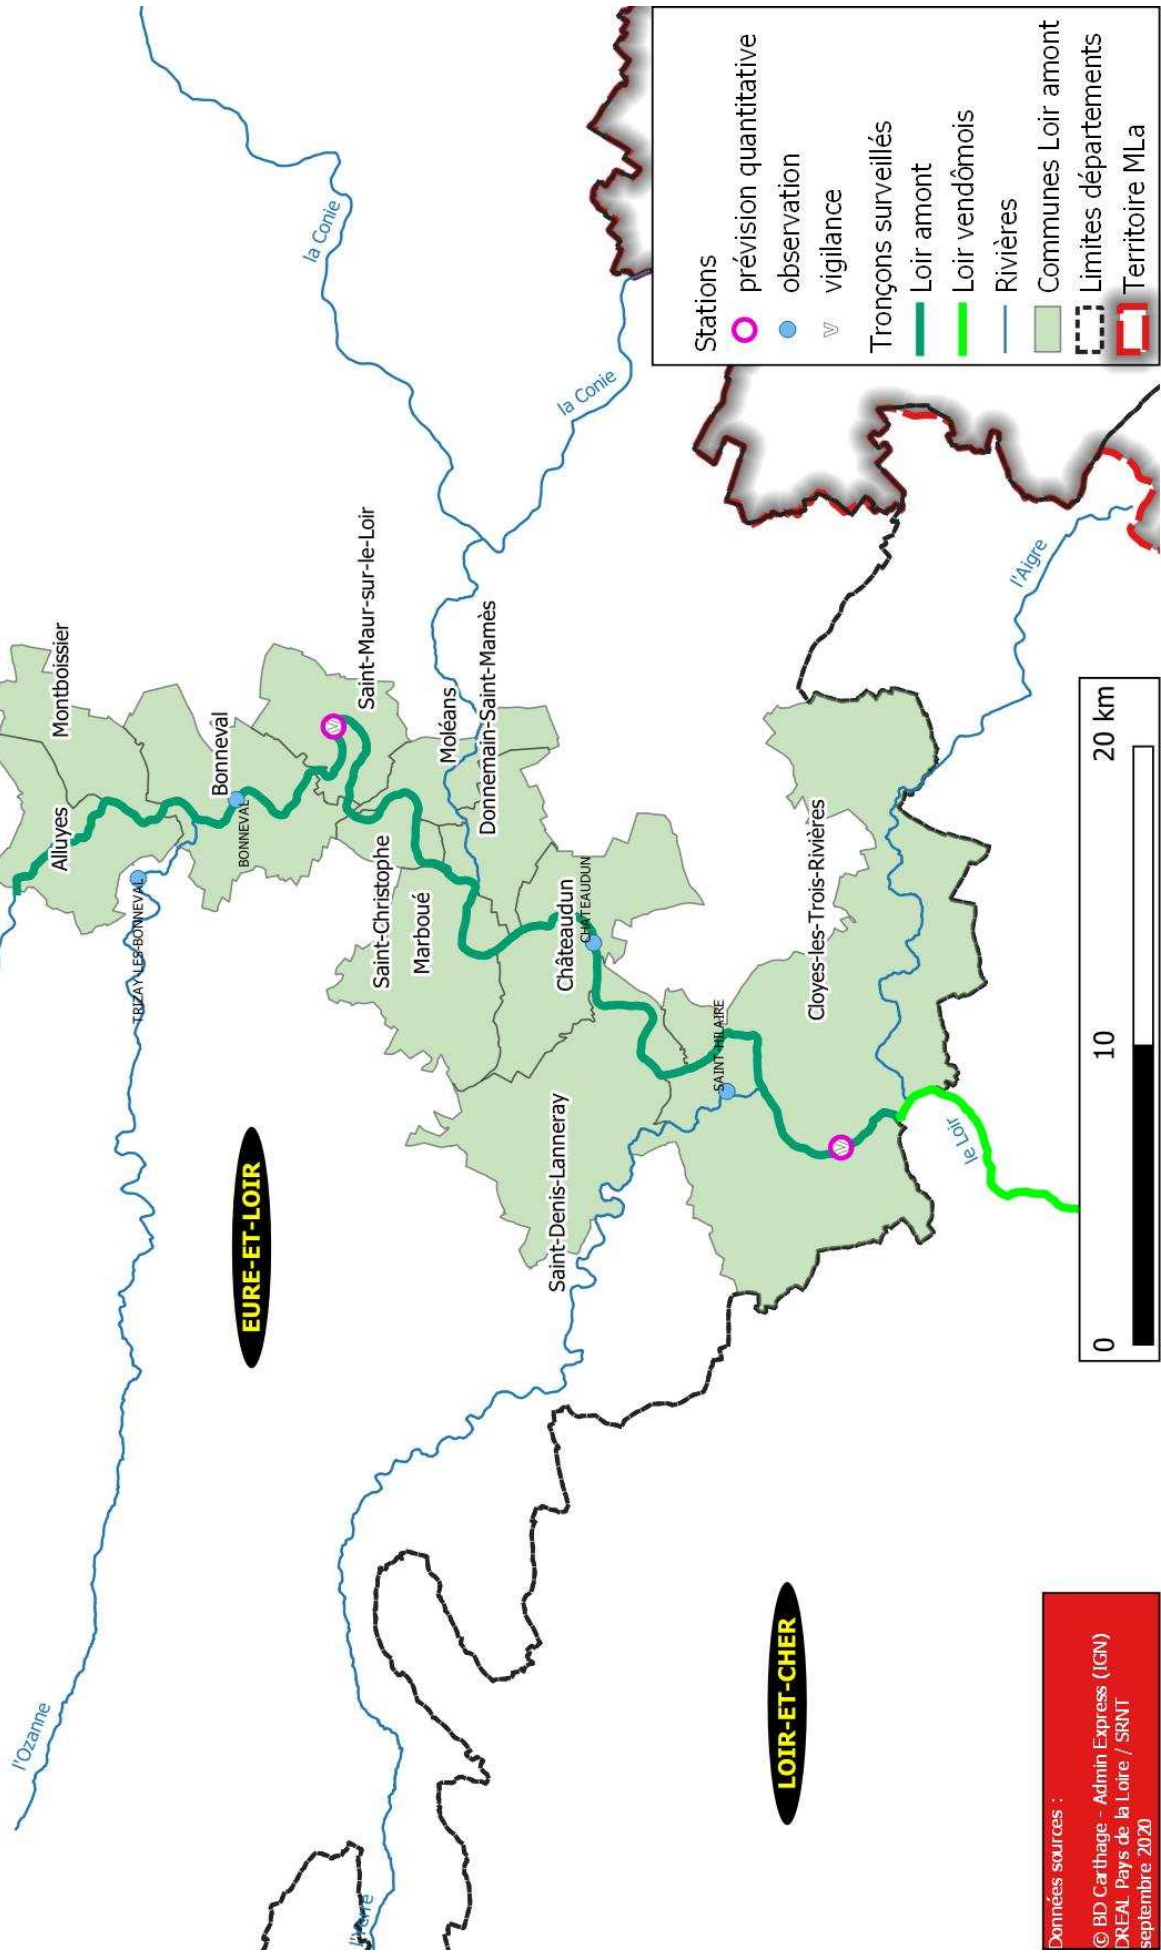 l'Ozanne
TRIZAY-LES-BONNEVAL
Alluyes
Montboissier
la Conie
EURE-ET-LOIR
BONNEVAL
Bonneval
Saint-Maur-sur-le-Loir
l'Yerre
Saint-Christophe
Marboué
Moléans
Donnemain-Saint-Mamès
la Conie
Saint-Denis-Lanneray
Châteaudun
CHATEAUDUN
SAINT-HILAIRE
LOIR-ET-CHER
Cloyes-les-Trois-Rivières
le Loir
l'Aigre
Stations
prévision quantitative
observation
V vigilance
Tronçons surveillés
Loir amont
Loir vendômois
Rivières
Communes Loir amont
Limites départements
Territoire MLa
0 10 20 km
Données sources :
© BD Carthage - Admin Express (IGN)
DREAL Pays de la Loire / SRNT
septembre 2020